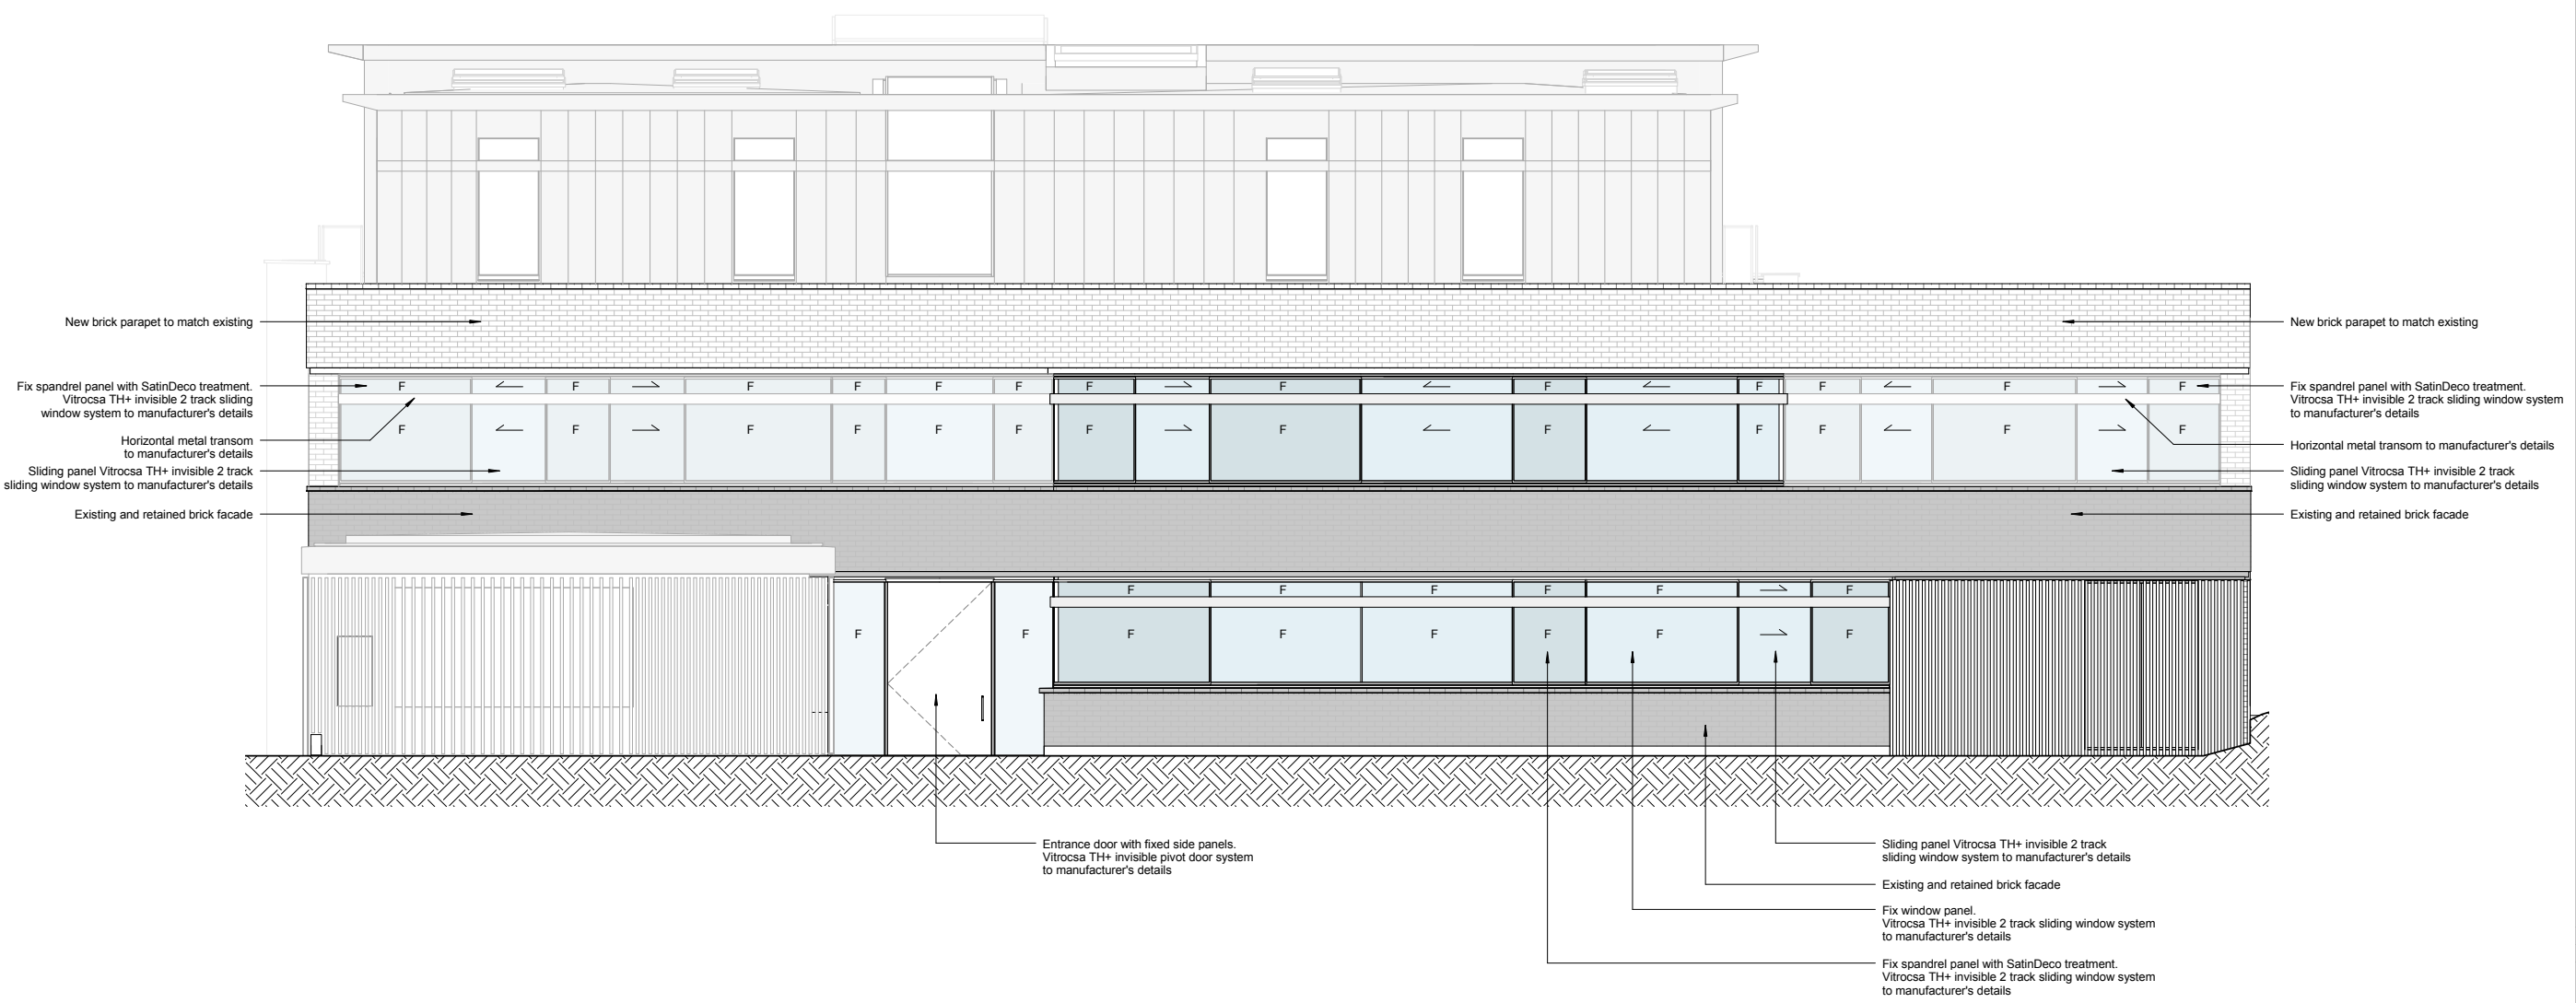 New brick parapet to match existing
New brick parapet to match existing
Fix spandrel panel with SatinDeco treatment.
Vitrocsa TH+ invisible 2 track sliding
window system to manufacturer's details
Horizontal metal transom
to manufacturer's details
Sliding panel Vitrocsa TH+ invisible 2 track
sliding window system to manufacturer's details
Existing and retained brick facade
F F F F F F F F F F F F F F
F F F F F F F F F F F F F F
Fix spandrel panel with SatinDeco treatment.
Vitrocsa TH+ invisible 2 track sliding window system
to manufacturer's details
Horizontal metal transom to manufacturer's details
Sliding panel Vitrocsa TH+ invisible 2 track
sliding window system to manufacturer's details
Existing and retained brick facade
F F F F F F
F F F F F F F F
Entrance door with fixed side panels.
Vitrocsa TH+ invisible pivot door system
to manufacturer's details
Sliding panel Vitrocsa TH+ invisible 2 track
sliding window system to manufacturer's details
Existing and retained brick facade
Fix window panel.
Vitrocsa TH+ invisible 2 track sliding window system
to manufacturer's details
Fix spandrel panel with SatinDeco treatment.
Vitrocsa TH+ invisible 2 track sliding window system
to manufacturer's details